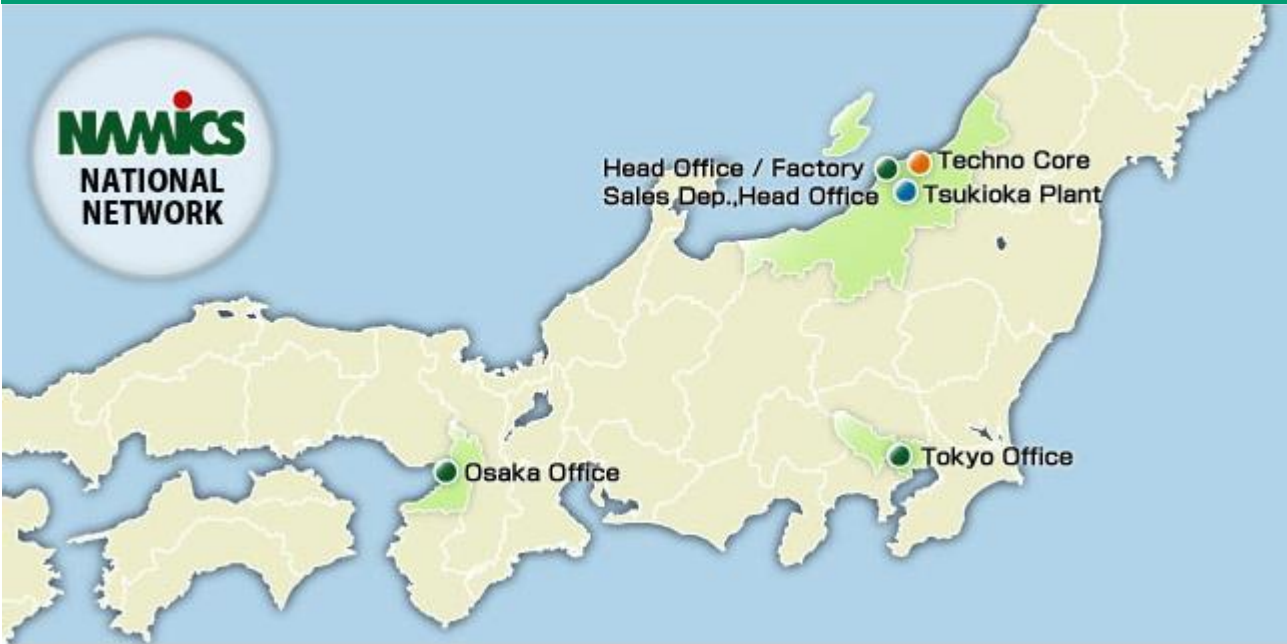 NAMICS
NATIONAL
NETWORK
Head Office / Factory
Sales Dep.,Head Office
Techno Core
Tsukioka Plant
Osaka Office
Tokyo Office